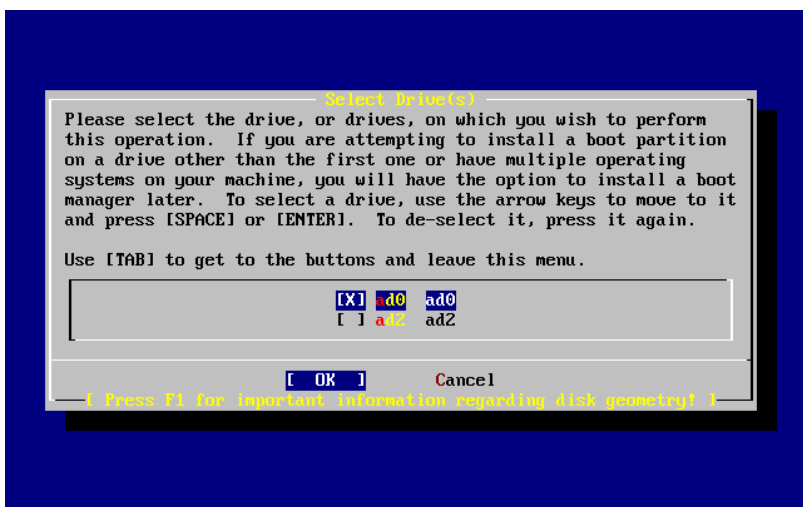 Select Drive(s)
Please select the drive, or drives, on which you wish to perform
this operation.  If you are attempting to install a boot partition
on a drive other than the first one or have multiple operating
systems on your machine, you will have the option to install a boot
manager later.  To select a drive, use the arrow keys to move to it
and press [SPACE] or [ENTER].  To de-select it, press it again.
Use [TAB] to get to the buttons and leave this menu.
[X] ad0  ad0
[ ] ad2  ad2
[  OK  ]  Cancel
[ Press F1 for important information regarding disk geometry! ]